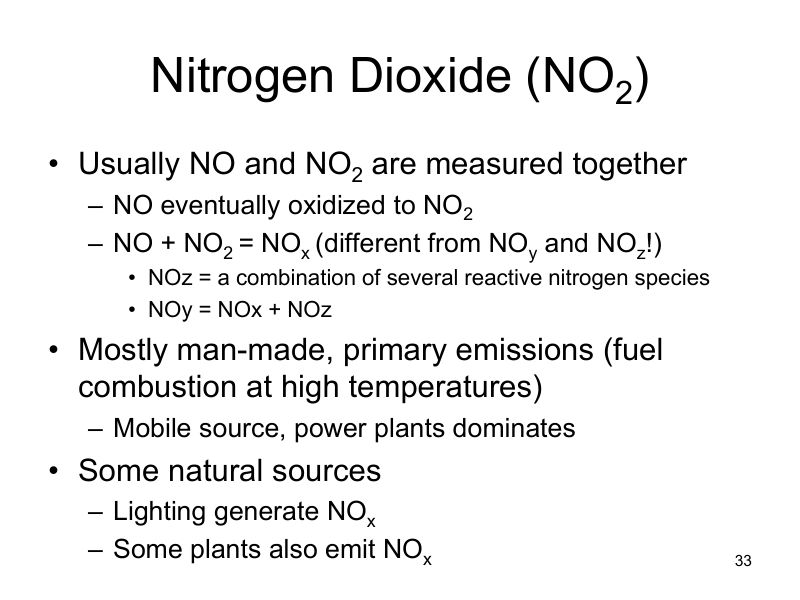 Nitrogen Dioxide (NO₂)
• Usually NO and NO₂ are measured together
– NO eventually oxidized to NO₂
– NO + NO₂ = NOₓ (different from NOy and NOz!)
• NOz = a combination of several reactive nitrogen species
• NOy = NOx + NOz
• Mostly man-made, primary emissions (fuel
combustion at high temperatures)
– Mobile source, power plants dominates
• Some natural sources
– Lighting generate NOₓ
– Some plants also emit NOₓ
33